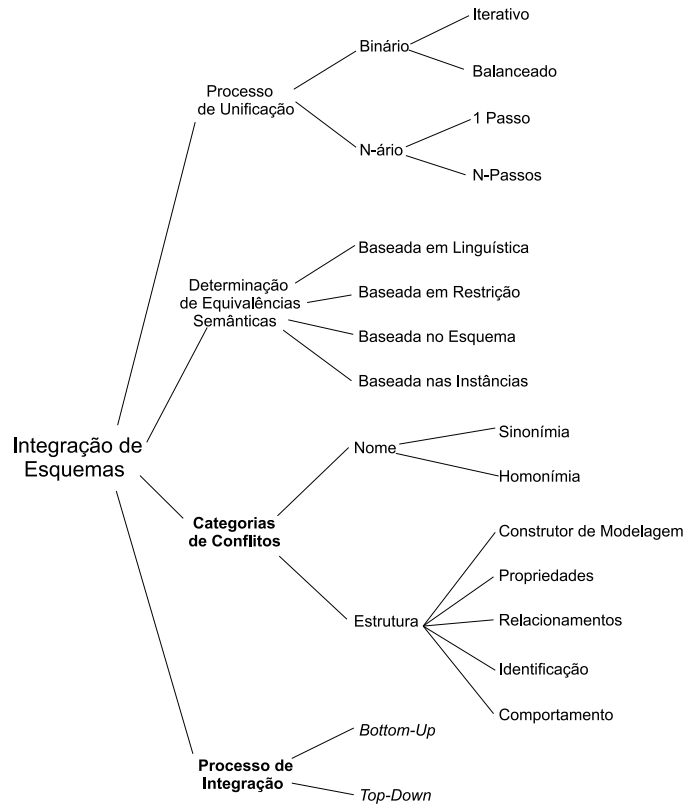 Integração de
Esquemas
Processo
de Unificação
Binário
Iterativo
Balanceado
N-ário
1 Passo
N-Passos
Determinação
de Equivalências
Semânticas
Baseada em Linguística
Baseada em Restrição
Baseada no Esquema
Baseada nas Instâncias
Categorias
de Conflitos
Nome
Sinonímia
Homonímia
Estrutura
Construtor de Modelagem
Propriedades
Relacionamentos
Identificação
Comportamento
Processo de
Integração
Bottom-Up
Top-Down